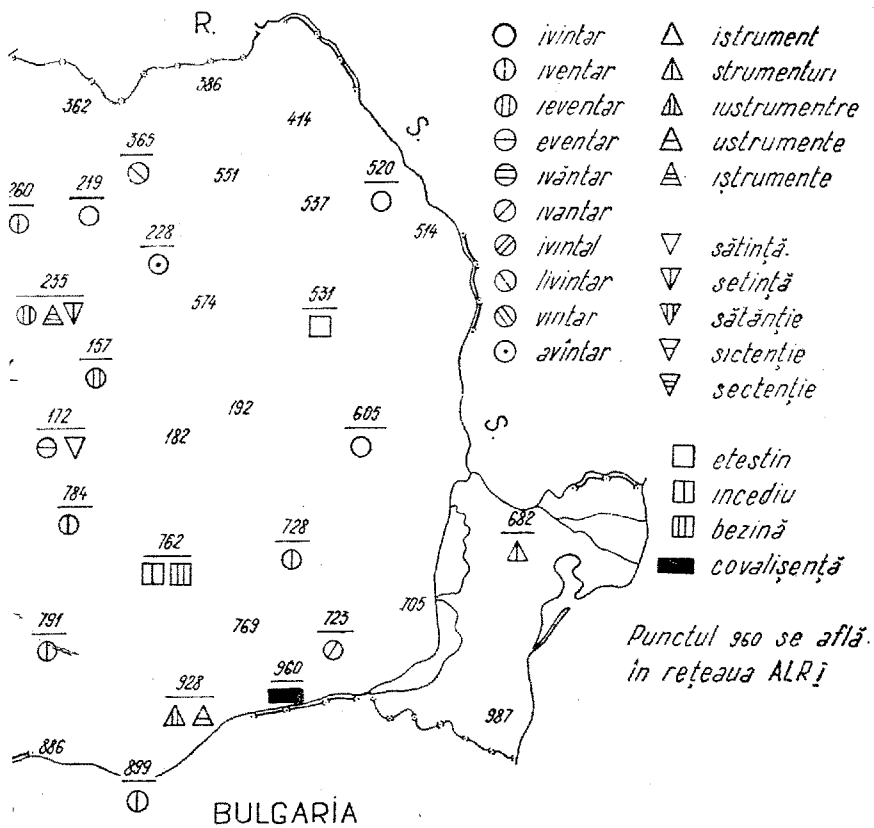 R.
386
362
414
S.
365
551
520
260
219
537
514
228
235
574
531
157
192
172
182
605
S.
784
728
682
762
705
791
769
723
928
960
987
886
899
BULGARIA
ivintar
iventar
ieventar
eventar
ivăntar
ivantar
ivintal
livintar
vintar
avîntar
istrument
strumenturi
iustrumentre
ustrumente
iștrumente
sătință.
setință
sătănție
sictenție
sectenție
etestin
incediu
bezină
covalișență
Punctul 960 se află
în rețeaua ALR I